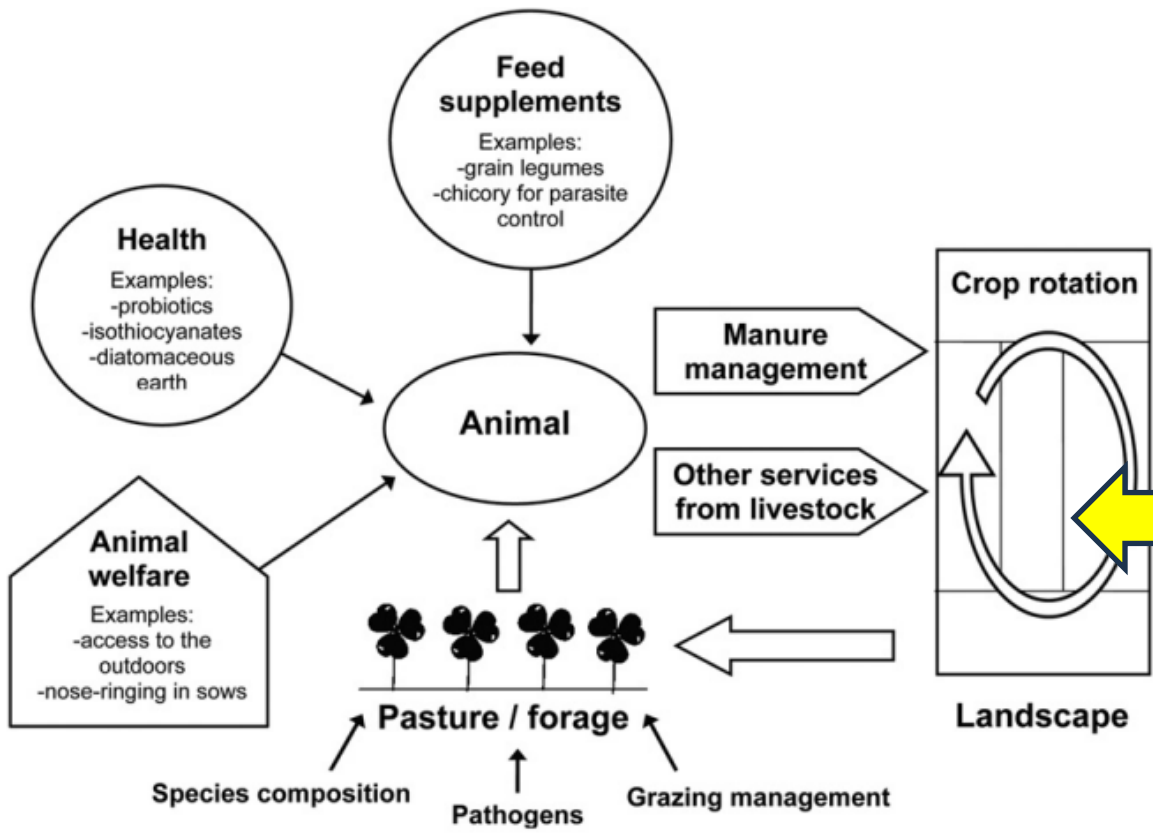 Feed
supplements
Examples:
-grain legumes
-chicory for parasite
control
Health
Examples:
-probiotics
-isothiocyanates
-diatomaceous
earth
Animal
Manure
management
Other services
from livestock
Crop rotation
Landscape
Animal
welfare
Examples:
-access to the
outdoors
-nose-ringing in sows
Pasture / forage
Species composition
Pathogens
Grazing management